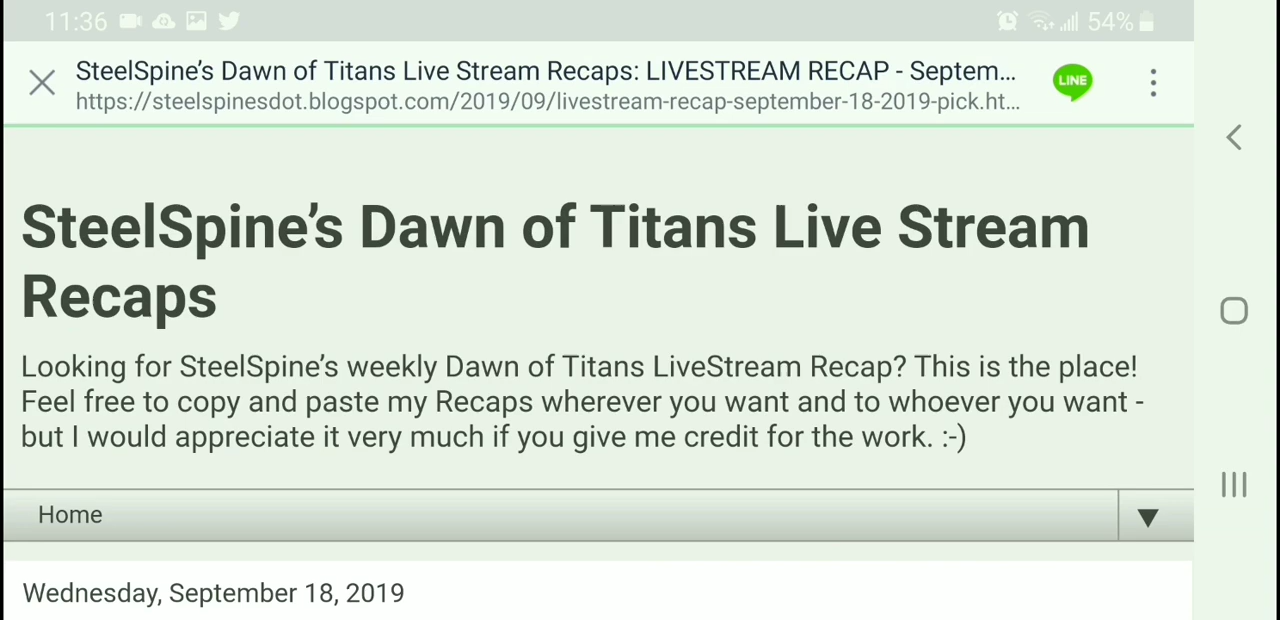 11:36 54%
SteelSpine’s Dawn of Titans Live Stream Recaps: LIVESTREAM RECAP - Septem...
LINE
https://steelspinesdot.blogspot.com/2019/09/livestream-recap-september-18-2019-pick.ht...
SteelSpine’s Dawn of Titans Live Stream
Recaps
Looking for SteelSpine’s weekly Dawn of Titans LiveStream Recap? This is the place!
Feel free to copy and paste my Recaps wherever you want and to whoever you want -
but I would appreciate it very much if you give me credit for the work. :-)
Home
Wednesday, September 18, 2019